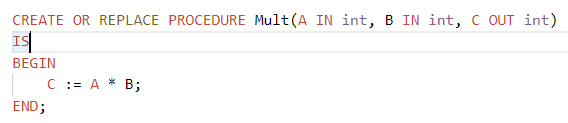 CREATE OR REPLACE PROCEDURE Mult(A IN int, B IN int, C OUT int)
IS
BEGIN
    C := A * B;
END;